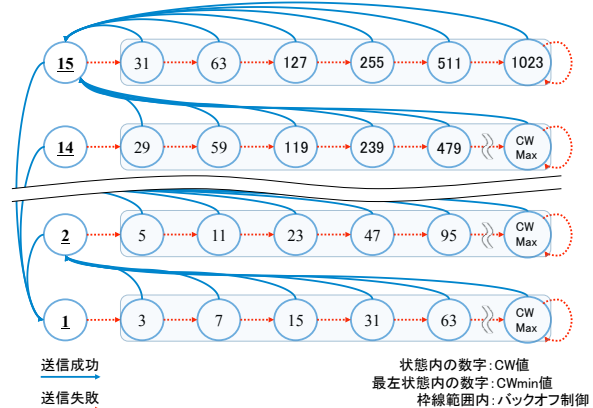 15 31 63 127 255 511 1023
14 29 59 119 239 479 CW Max
2 5 11 23 47 95 CW Max
1 3 7 15 31 63 CW Max
送信成功
送信失敗
状態内の数字:CW値
最左状態内の数字:CWmin値
枠線範囲内:バックオフ制御